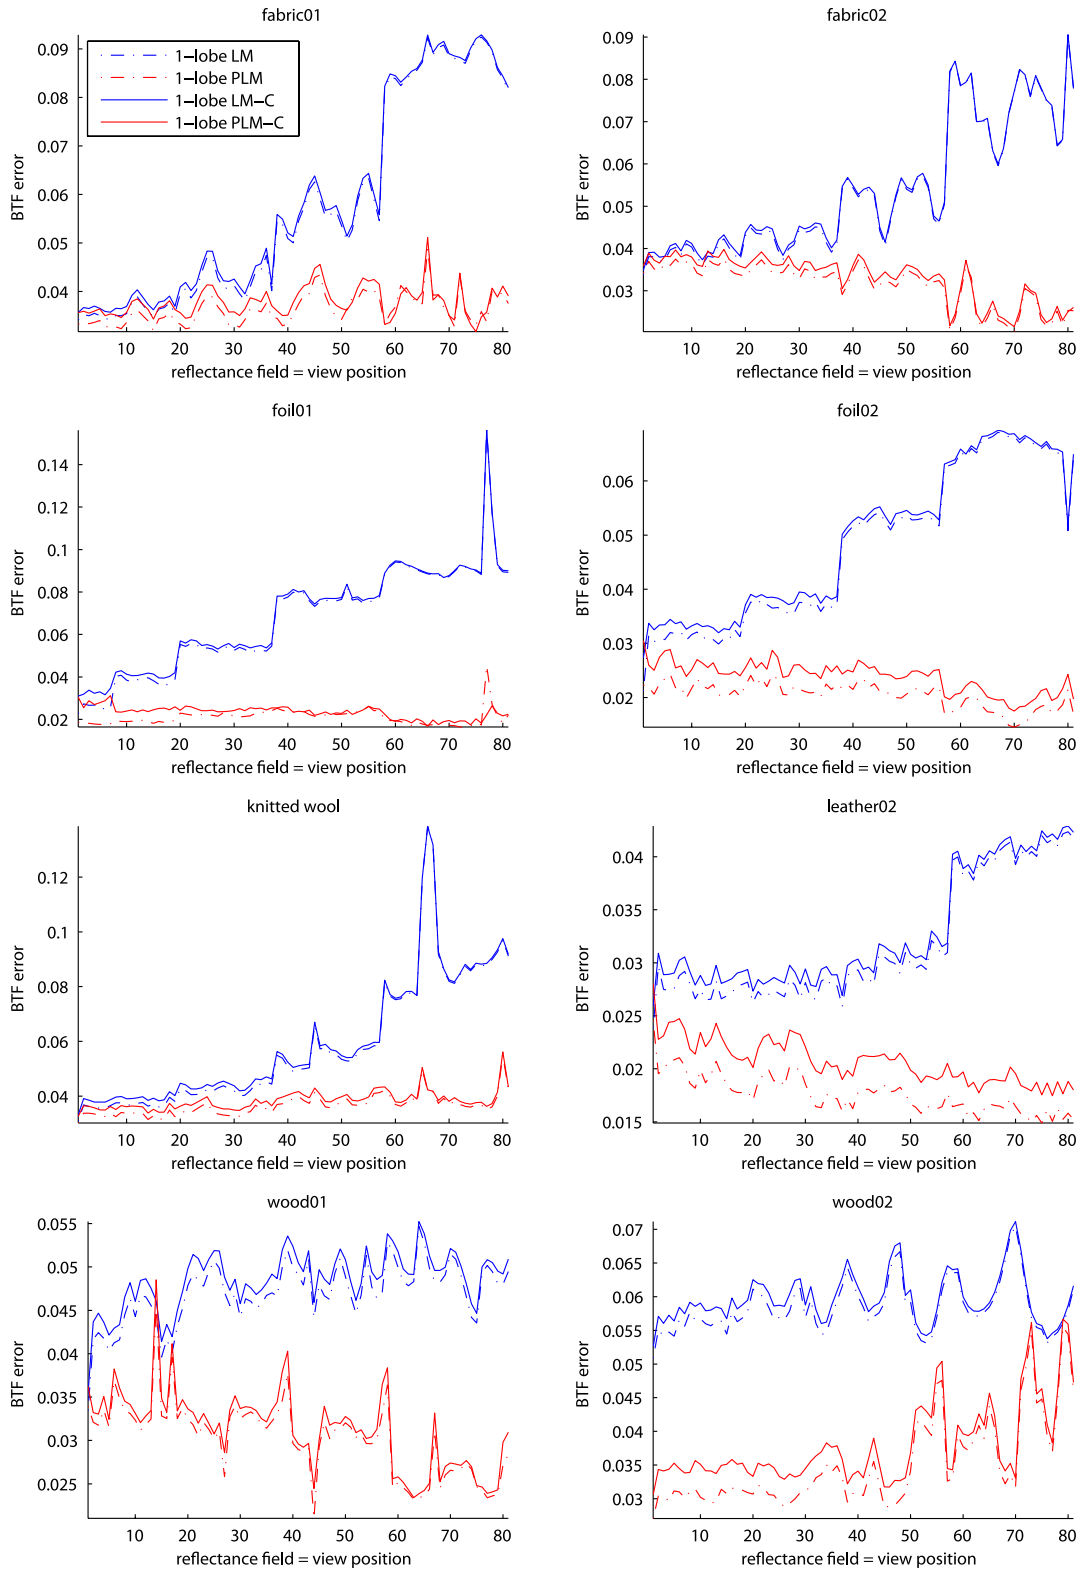 fabric01
0.09
0.08
0.07
0.06
0.05
0.04
BTF error
1−lobe LM
1−lobe PLM
1−lobe LM−C
1−lobe PLM−C
10 20 30 40 50 60 70 80
reflectance field = view position
fabric02
0.09
0.08
0.07
0.06
0.05
0.04
0.03
BTF error
10 20 30 40 50 60 70 80
reflectance field = view position
foil01
0.14
0.12
0.1
0.08
0.06
0.04
0.02
BTF error
10 20 30 40 50 60 70 80
reflectance field = view position
foil02
0.06
0.05
0.04
0.03
0.02
BTF error
10 20 30 40 50 60 70 80
reflectance field = view position
knitted wool
0.12
0.1
0.08
0.06
0.04
BTF error
10 20 30 40 50 60 70 80
reflectance field = view position
leather02
0.04
0.035
0.03
0.025
0.02
0.015
BTF error
10 20 30 40 50 60 70 80
reflectance field = view position
wood01
0.055
0.05
0.045
0.04
0.035
0.03
0.025
BTF error
10 20 30 40 50 60 70 80
reflectance field = view position
wood02
0.07
0.065
0.06
0.055
0.05
0.045
0.04
0.035
0.03
BTF error
10 20 30 40 50 60 70 80
reflectance field = view position